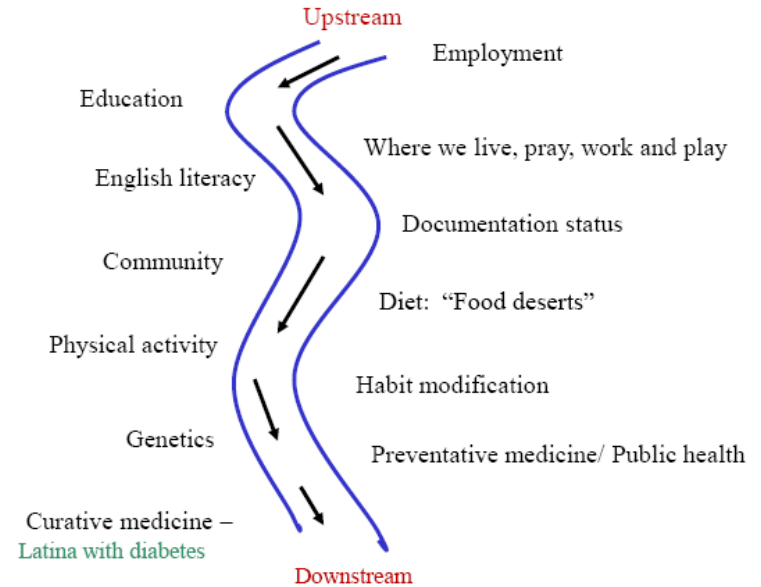 Upstream
Employment
Education
Where we live, pray, work and play
English literacy
Documentation status
Community
Diet:  “Food deserts”
Physical activity
Habit modification
Genetics
Preventative medicine/ Public health
Curative medicine –
Latina with diabetes
Downstream